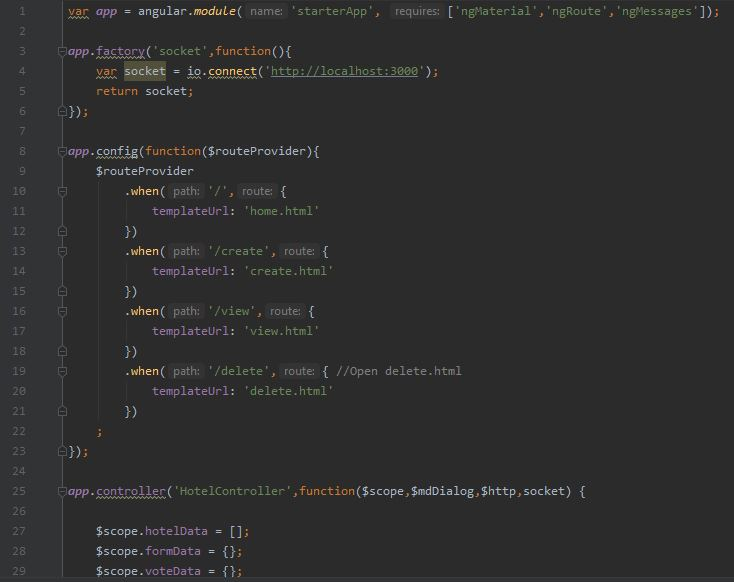 1 var app = angular.module( name: 'starterApp', requires: ['ngMaterial','ngRoute','ngMessages']);
2
3 app.factory('socket',function(){
4     var socket = io.connect('http://localhost:3000');
5     return socket;
6 });
7
8 app.config(function($routeProvider){
9     $routeProvider
10         .when( path: '/', route: {
11             templateUrl: 'home.html'
12         })
13         .when( path: '/create', route: {
14             templateUrl: 'create.html'
15         })
16         .when( path: '/view', route: {
17             templateUrl: 'view.html'
18         })
19         .when( path: '/delete', route: { //Open delete.html
20             templateUrl: 'delete.html'
21         })
22     ;
23 });
24
25 app.controller('HotelController',function($scope,$mdDialog,$http,socket) {
26
27     $scope.hotelData = [];
28     $scope.formData = {};
29     $scope.voteData = {};